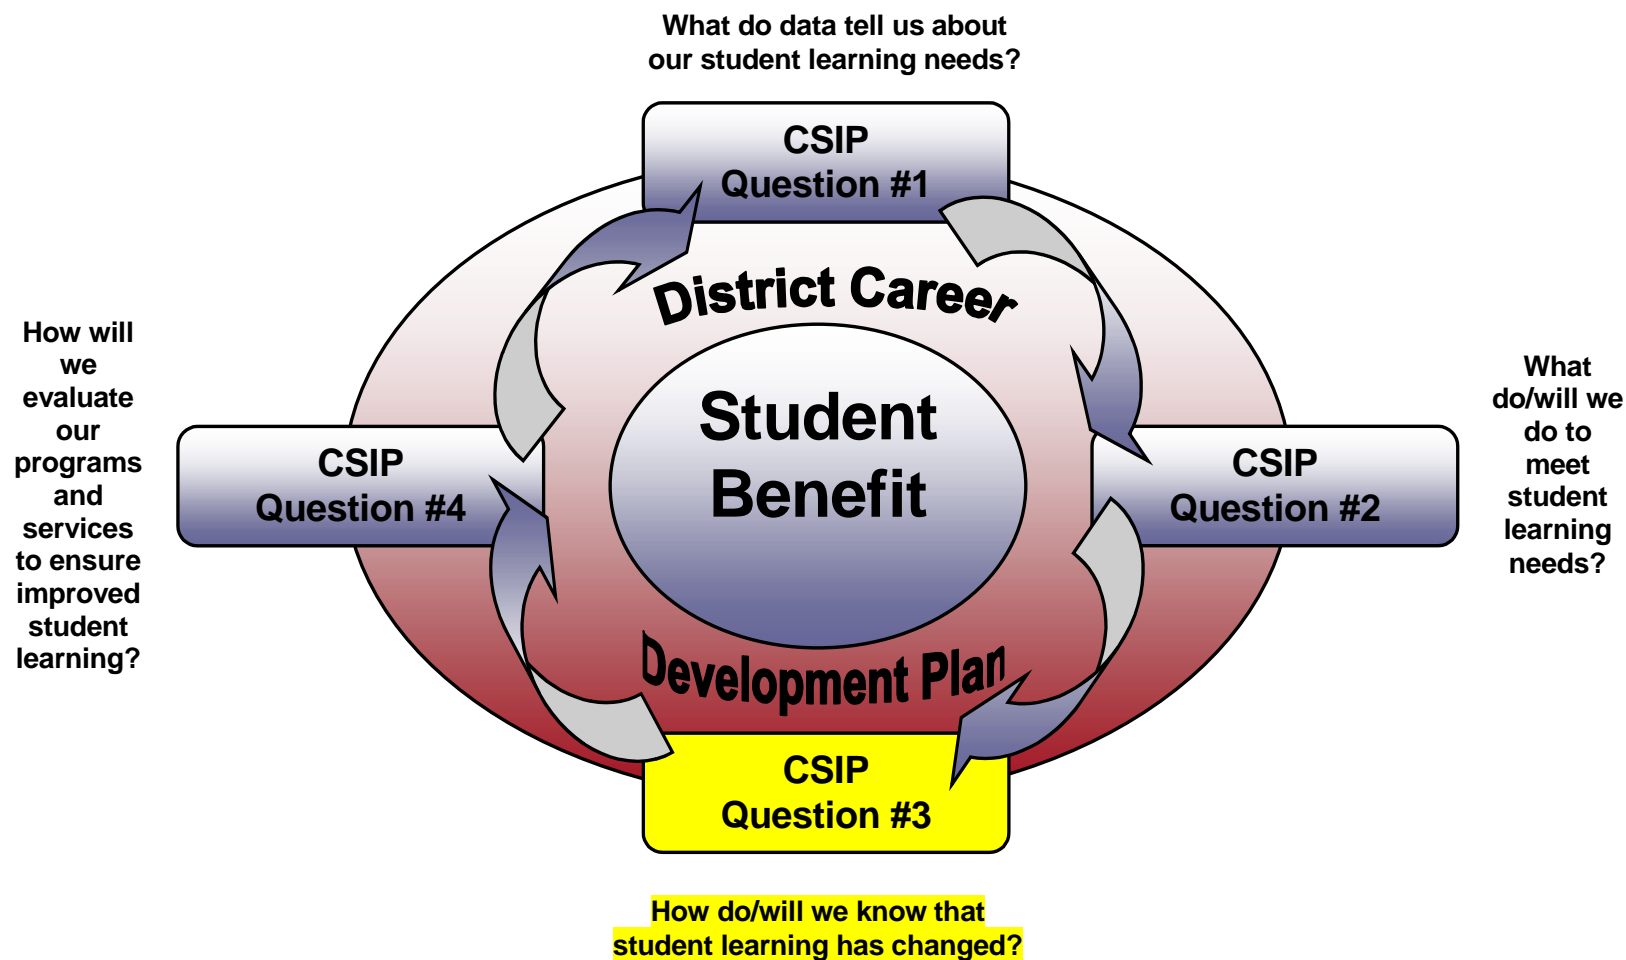 What do data tell us about
our student learning needs?
CSIP
Question #1
District Career
How will
we
evaluate
our
programs
and
services
to ensure
improved
student
learning?
CSIP
Question #4
Student
Benefit
CSIP
Question #2
What
do/will we
do to
meet
student
learning
needs?
Development Plan
CSIP
Question #3
How do/will we know that
student learning has changed?